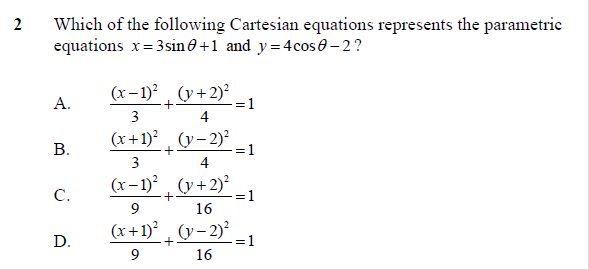 2 Which of the following Cartesian equations represents the parametric
equations x = 3sinθ + 1 and y = 4cosθ − 2 ?
A. (x − 1)²/3 + (y + 2)²/4 = 1
B. (x + 1)²/3 + (y − 2)²/4 = 1
C. (x − 1)²/9 + (y + 2)²/16 = 1
D. (x + 1)²/9 + (y − 2)²/16 = 1